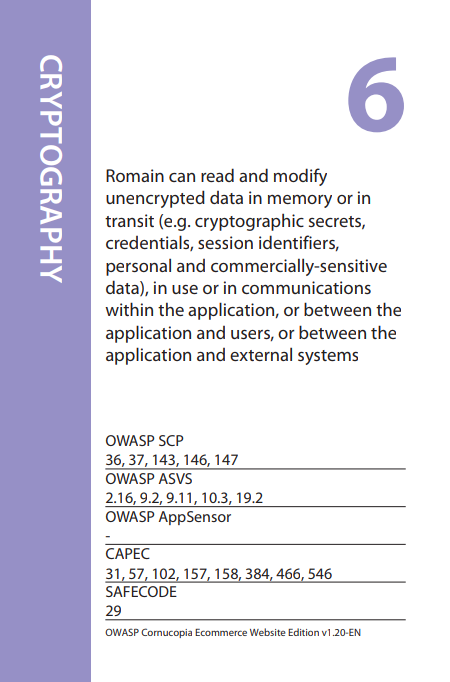 CRYPTOGRAPHY
6
Romain can read and modify
unencrypted data in memory or in
transit (e.g. cryptographic secrets,
credentials, session identifiers,
personal and commercially-sensitive
data), in use or in communications
within the application, or between the
application and users, or between the
application and external systems
OWASP SCP
36, 37, 143, 146, 147
OWASP ASVS
2.16, 9.2, 9.11, 10.3, 19.2
OWASP AppSensor
-
CAPEC
31, 57, 102, 157, 158, 384, 466, 546
SAFECODE
29
OWASP Cornucopia Ecommerce Website Edition v1.20-EN